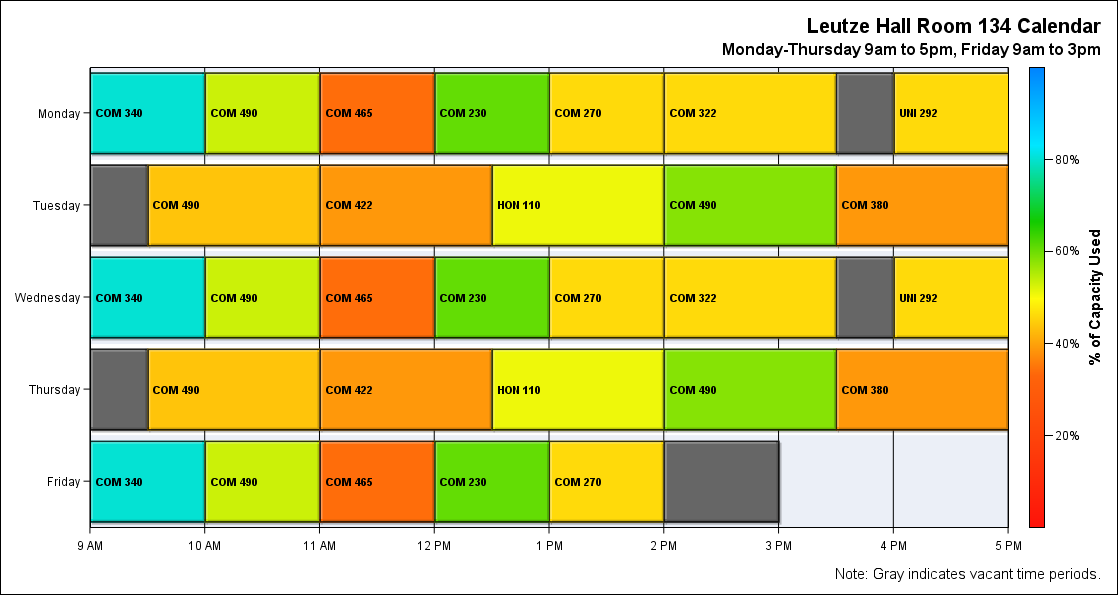 Leutze Hall Room 134 Calendar
Monday-Thursday 9am to 5pm, Friday 9am to 3pm
Monday COM 340 COM 490 COM 465 COM 230 COM 270 COM 322 UNI 292
Tuesday COM 490 COM 422 HON 110 COM 490 COM 380
Wednesday COM 340 COM 490 COM 465 COM 230 COM 270 COM 322 UNI 292
Thursday COM 490 COM 422 HON 110 COM 490 COM 380
Friday COM 340 COM 490 COM 465 COM 230 COM 270
9 AM 10 AM 11 AM 12 PM 1 PM 2 PM 3 PM 4 PM 5 PM
80%
60%
40%
20%
% of Capacity Used
Note: Gray indicates vacant time periods.